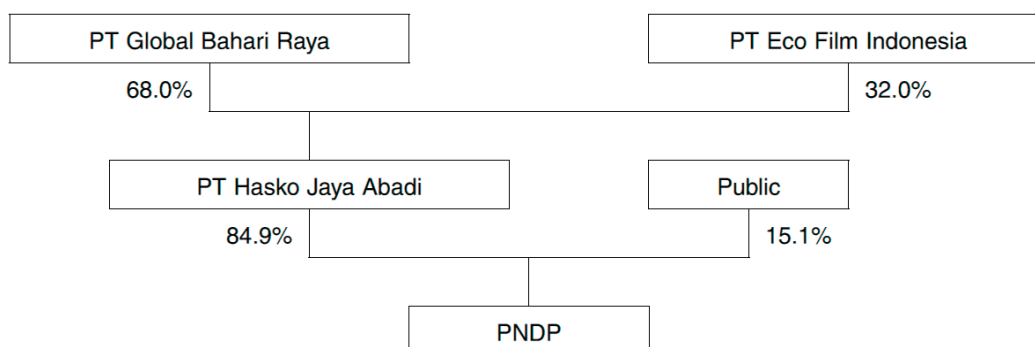 PT Global Bahari Raya
PT Eco Film Indonesia
68.0%
32.0%
PT Hasko Jaya Abadi
Public
84.9%
15.1%
PNDP